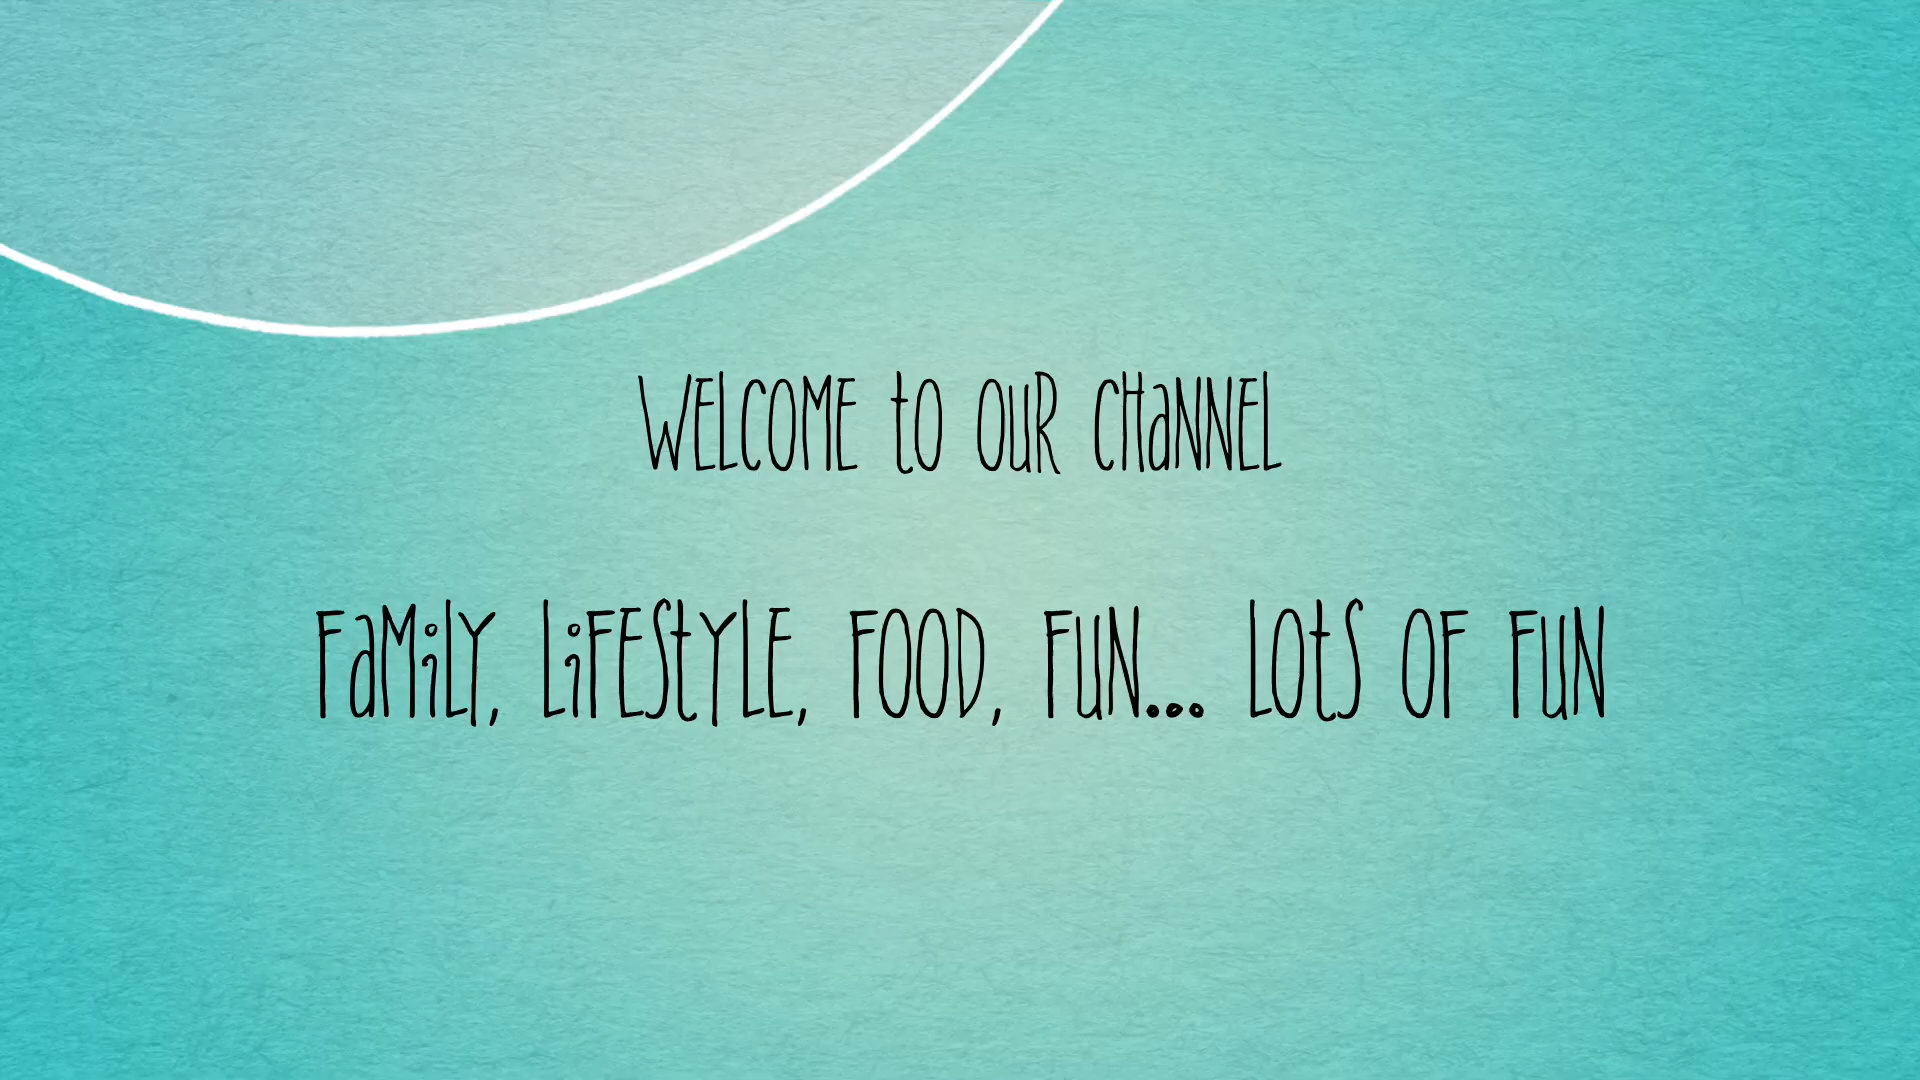 WELCOME tO OUR CHaNNEL
FaMiLY, LiFEStYLE, FOOD, FUN... LOtS OF FUN